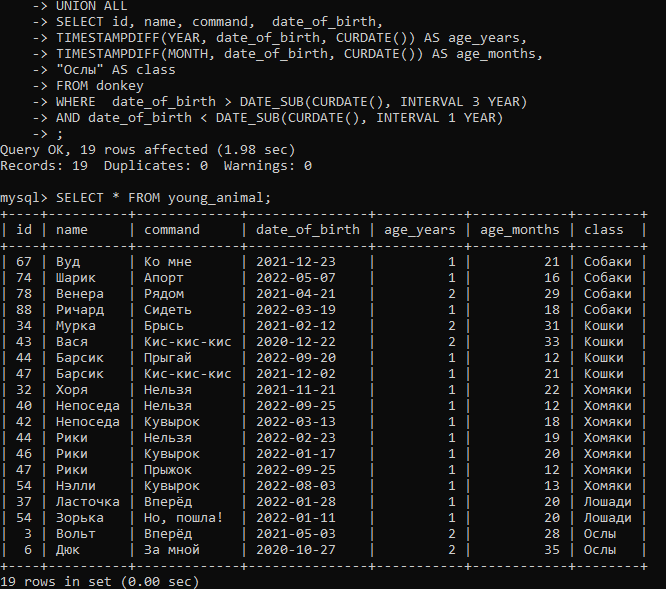 -> UNION ALL
    -> SELECT id, name, command,  date_of_birth,
    -> TIMESTAMPDIFF(YEAR, date_of_birth, CURDATE()) AS age_years,
    -> TIMESTAMPDIFF(MONTH, date_of_birth, CURDATE()) AS age_months,
    -> "Ослы" AS class
    -> FROM donkey
    -> WHERE  date_of_birth > DATE_SUB(CURDATE(), INTERVAL 3 YEAR)
    -> AND date_of_birth < DATE_SUB(CURDATE(), INTERVAL 1 YEAR)
    -> ;
Query OK, 19 rows affected (1.98 sec)
Records: 19  Duplicates: 0  Warnings: 0

mysql> SELECT * FROM young_animal;
+----+----------+-------------+---------------+-----------+------------+--------+
| id | name     | command     | date_of_birth | age_years | age_months | class  |
+----+----------+-------------+---------------+-----------+------------+--------+
| 67 | Вуд      | Ко мне      | 2021-12-23    |         1 |         21 | Собаки |
| 74 | Шарик    | Апорт       | 2022-05-07    |         1 |         16 | Собаки |
| 78 | Венера   | Рядом       | 2021-04-21    |         2 |         29 | Собаки |
| 88 | Ричард   | Сидеть      | 2022-03-19    |         1 |         18 | Собаки |
| 34 | Мурка    | Брысь       | 2021-02-12    |         2 |         31 | Кошки  |
| 43 | Вася     | Кис-кис-кис | 2020-12-22    |         2 |         33 | Кошки  |
| 44 | Барсик   | Прыгай      | 2022-09-20    |         1 |         12 | Кошки  |
| 47 | Барсик   | Кис-кис-кис | 2021-12-02    |         1 |         21 | Кошки  |
| 32 | Хоря     | Нельзя      | 2021-11-21    |         1 |         22 | Хомяки |
| 40 | Непоседа | Нельзя      | 2022-09-25    |         1 |         12 | Хомяки |
| 42 | Непоседа | Кувырок     | 2022-03-13    |         1 |         18 | Хомяки |
| 44 | Рики     | Нельзя      | 2022-02-23    |         1 |         19 | Хомяки |
| 46 | Рики     | Кувырок     | 2022-01-17    |         1 |         20 | Хомяки |
| 47 | Рики     | Прыжок      | 2022-09-25    |         1 |         12 | Хомяки |
| 54 | Нэлли    | Кувырок     | 2022-08-03    |         1 |         13 | Хомяки |
| 37 | Ласточка | Вперёд      | 2022-01-28    |         1 |         20 | Лошади |
| 54 | Зорька   | Но, пошла!  | 2022-01-11    |         1 |         20 | Лошади |
|  3 | Вольт    | Вперёд      | 2021-05-03    |         2 |         28 | Ослы   |
|  6 | Дюк      | За мной     | 2020-10-27    |         2 |         35 | Ослы   |
+----+----------+-------------+---------------+-----------+------------+--------+
19 rows in set (0.00 sec)